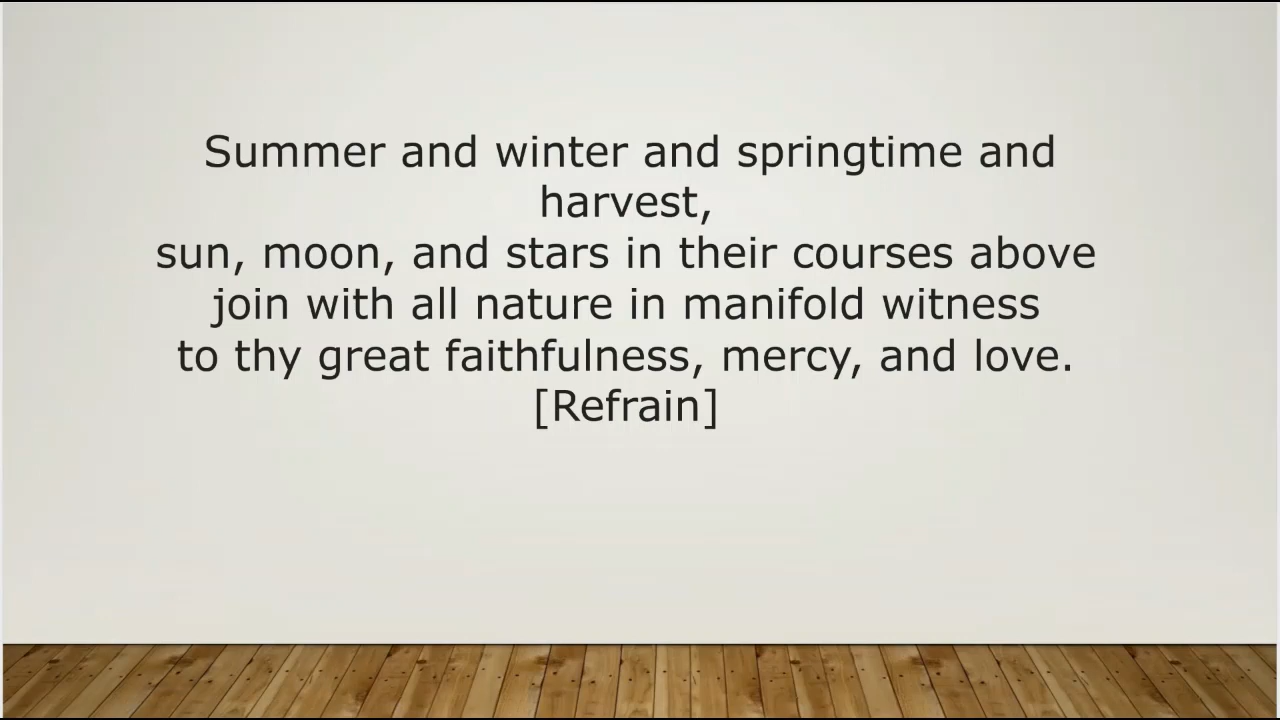 Summer and winter and springtime and
harvest,
sun, moon, and stars in their courses above
join with all nature in manifold witness
to thy great faithfulness, mercy, and love.
[Refrain]